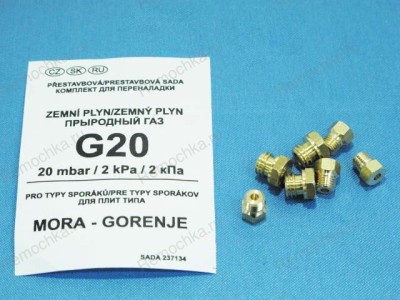 CZ SK RU
PŘESTAVBOVÁ/PRESTAVBOVÁ SADA
КОМПЛЕКТ ДЛЯ ПЕРЕНАЛАДКИ
ZEMNÍ PLYN/ZEMNÝ PLYN
ПРЫРОДНЫЙ ГАЗ
G20
20 mbar / 2 kPa / 2 кПа
PRO TYPY SPORÁKŮ/PRE TYPY SPORÁKOV
ДЛЯ ПЛИТ ТИПА
MORA - GORENJE
SADA 237134